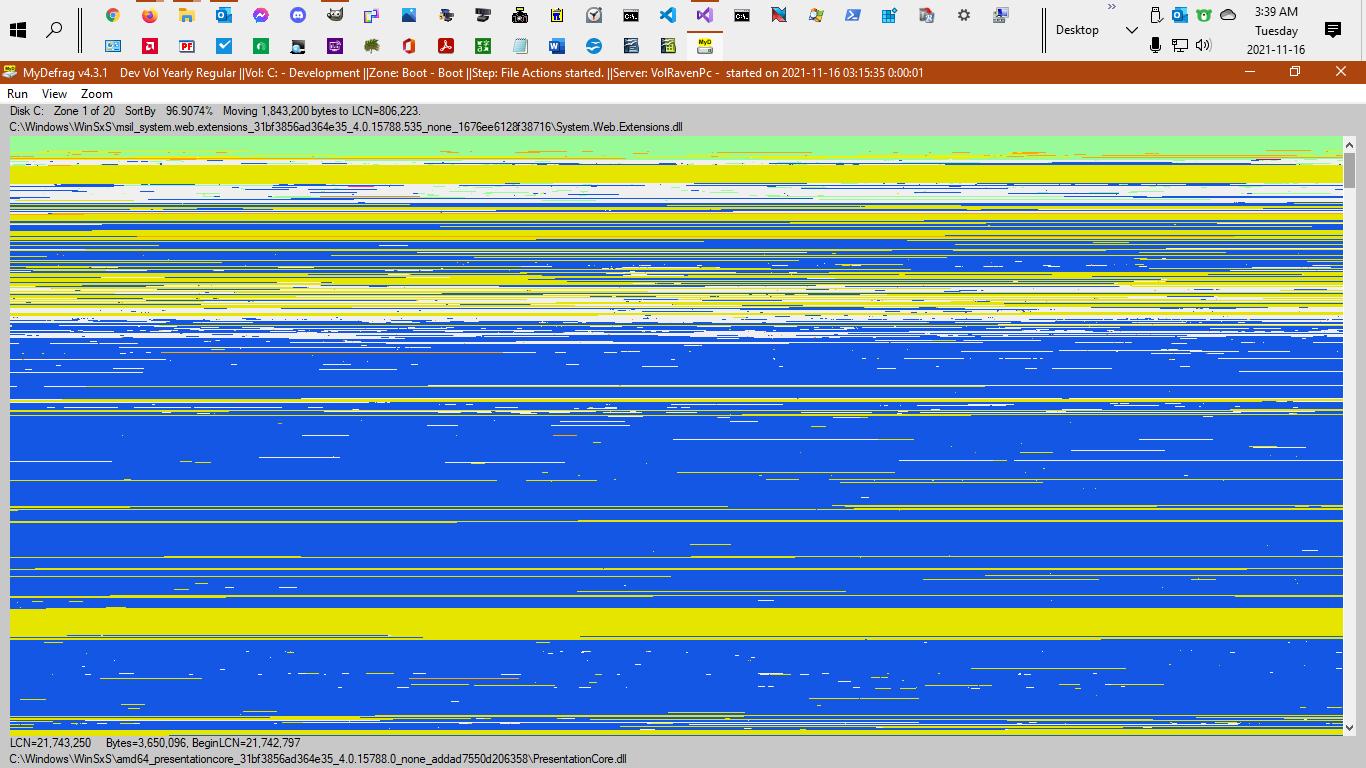 3:39 AM
Desktop
Tuesday
2021-11-16
MyD
MyDefrag v4.3.1 Dev Vol Yearly Regular ||Vol: C: - Development ||Zone: Boot - Boot ||Step: File Actions started. ||Server: VolRavenPc - started on 2021-11-16 03:15:35 0:00:01
Run View Zoom
Disk C: Zone 1 of 20 SortBy 96.9074% Moving 1,843,200 bytes to LCN=806,223.
C:\Windows\WinSxS\msil_system.web.extensions_31bf3856ad364e35_4.0.15788.535_none_1676ee6128f38716\System.Web.Extensions.dll
LCN=21,743,250 Bytes=3,650,096, BeginLCN=21,742,797
C:\Windows\WinSxS\amd64_presentationcore_31bf3856ad364e35_4.0.15788.0_none_addad7550d206358\PresentationCore.dll